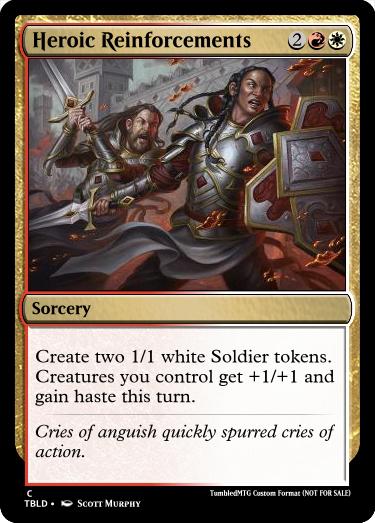 Heroic Reinforcements 2
Sorcery
Create two 1/1 white Soldier tokens.
Creatures you control get +1/+1 and
gain haste this turn.
Cries of anguish quickly spurred cries of
action.
C
TBLD • Scott Murphy
TumbledMTG Custom Format (NOT FOR SALE)